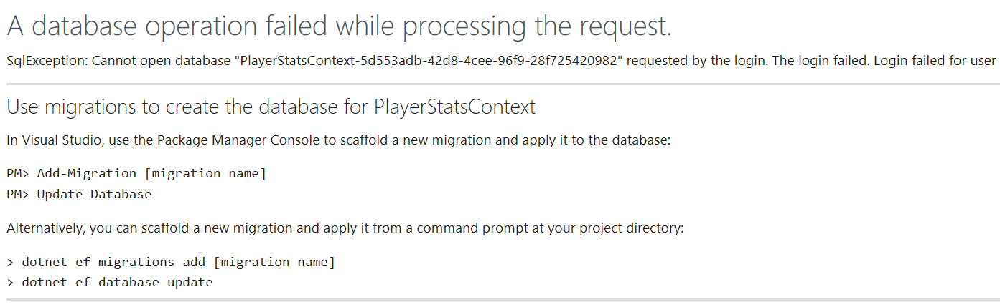 A database operation failed while processing the request.
SqlException: Cannot open database "PlayerStatsContext-5d553adb-42d8-4cee-96f9-28f725420982" requested by the login. The login failed. Login failed for user
Use migrations to create the database for PlayerStatsContext
In Visual Studio, use the Package Manager Console to scaffold a new migration and apply it to the database:
PM> Add-Migration [migration name]
PM> Update-Database
Alternatively, you can scaffold a new migration and apply it from a command prompt at your project directory:
> dotnet ef migrations add [migration name]
> dotnet ef database update